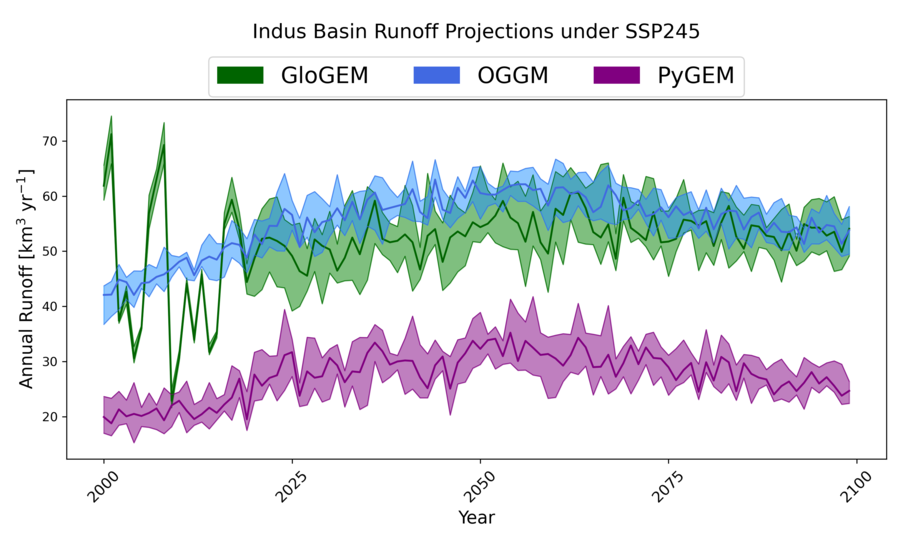 Indus Basin Runoff Projections under SSP245
GloGEM OGGM PyGEM
Annual Runoff [km³ yr⁻¹]
70
60
50
40
30
20
2000 2025 2050 2075 2100
Year